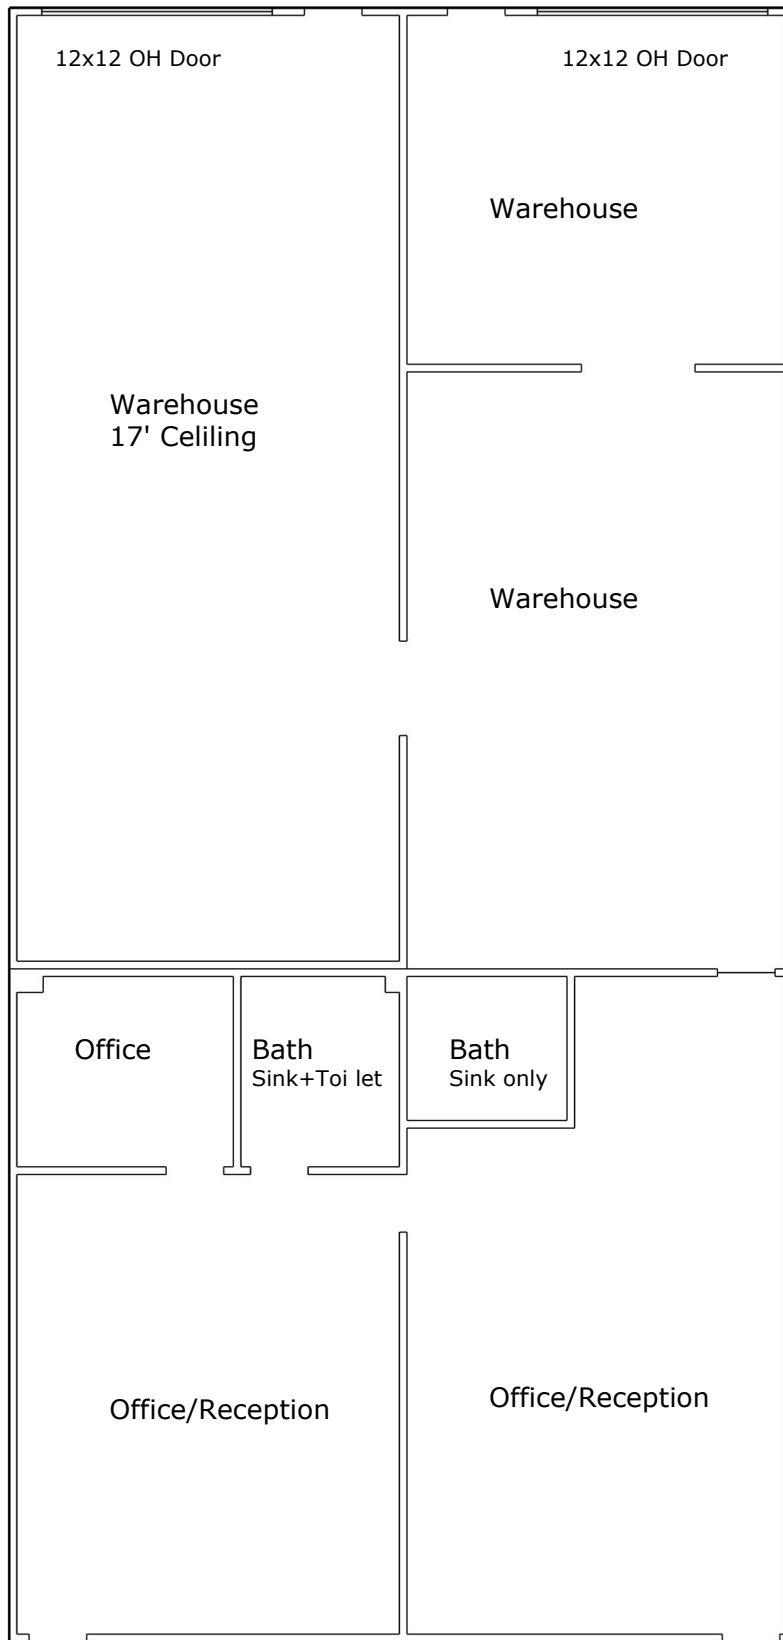 12x12 OH Door
12x12 OH Door
Warehouse
Warehouse
17' Celiling
Warehouse
Office
Bath
Sink+Toi let
Bath
Sink only
Office/Reception
Office/Reception